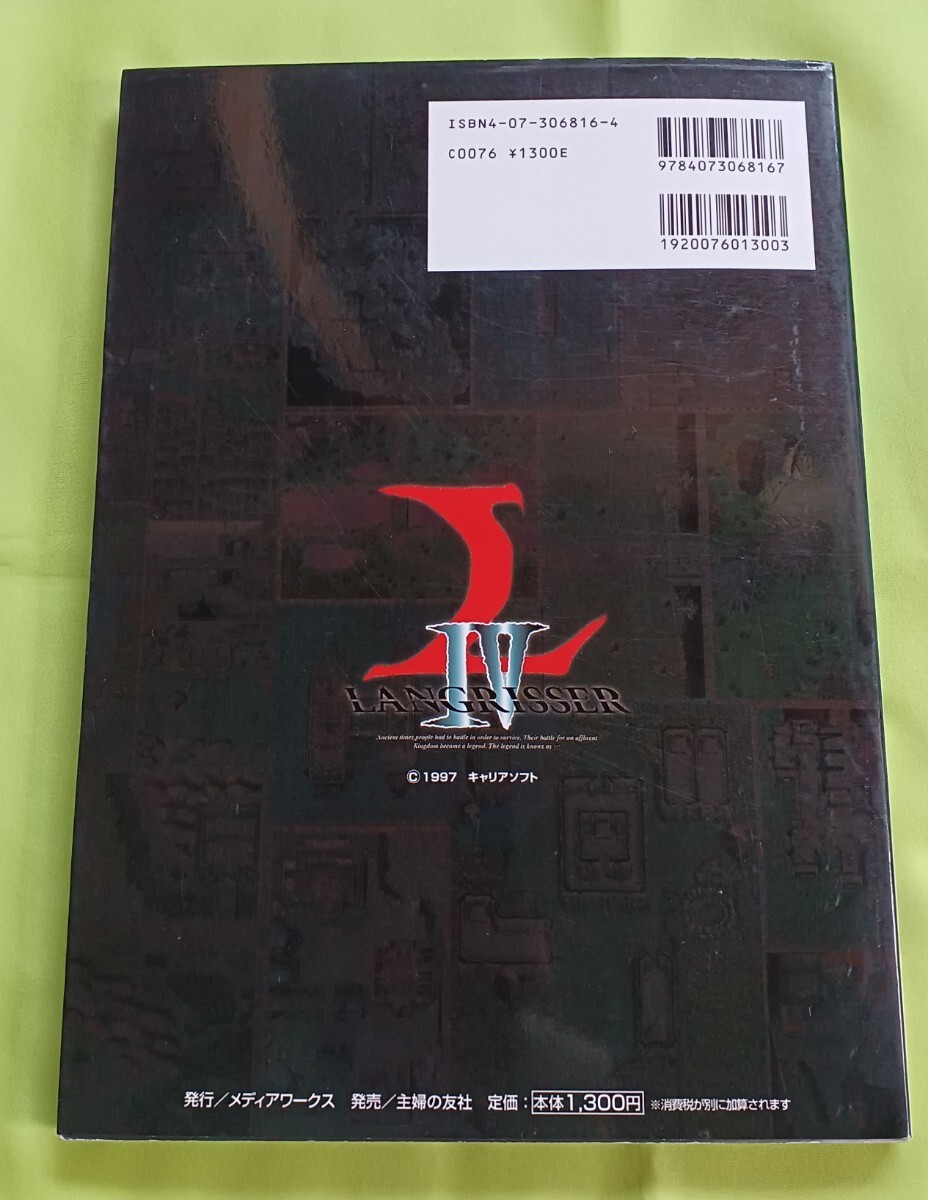 ISBN4-07-306816-4
C0076 ¥1300E
9784073068167
1920076013003
L
IV
LANGRISSER
Ancient times, people had to battle in order to survive. Their battle for an affluent
Kingdom became a legend. The legend is known as …
©1997 キャリアソフト
発行／メディアワークス 発売／主婦の友社 定価：本体1,300円 ※消費税が別に加算されます